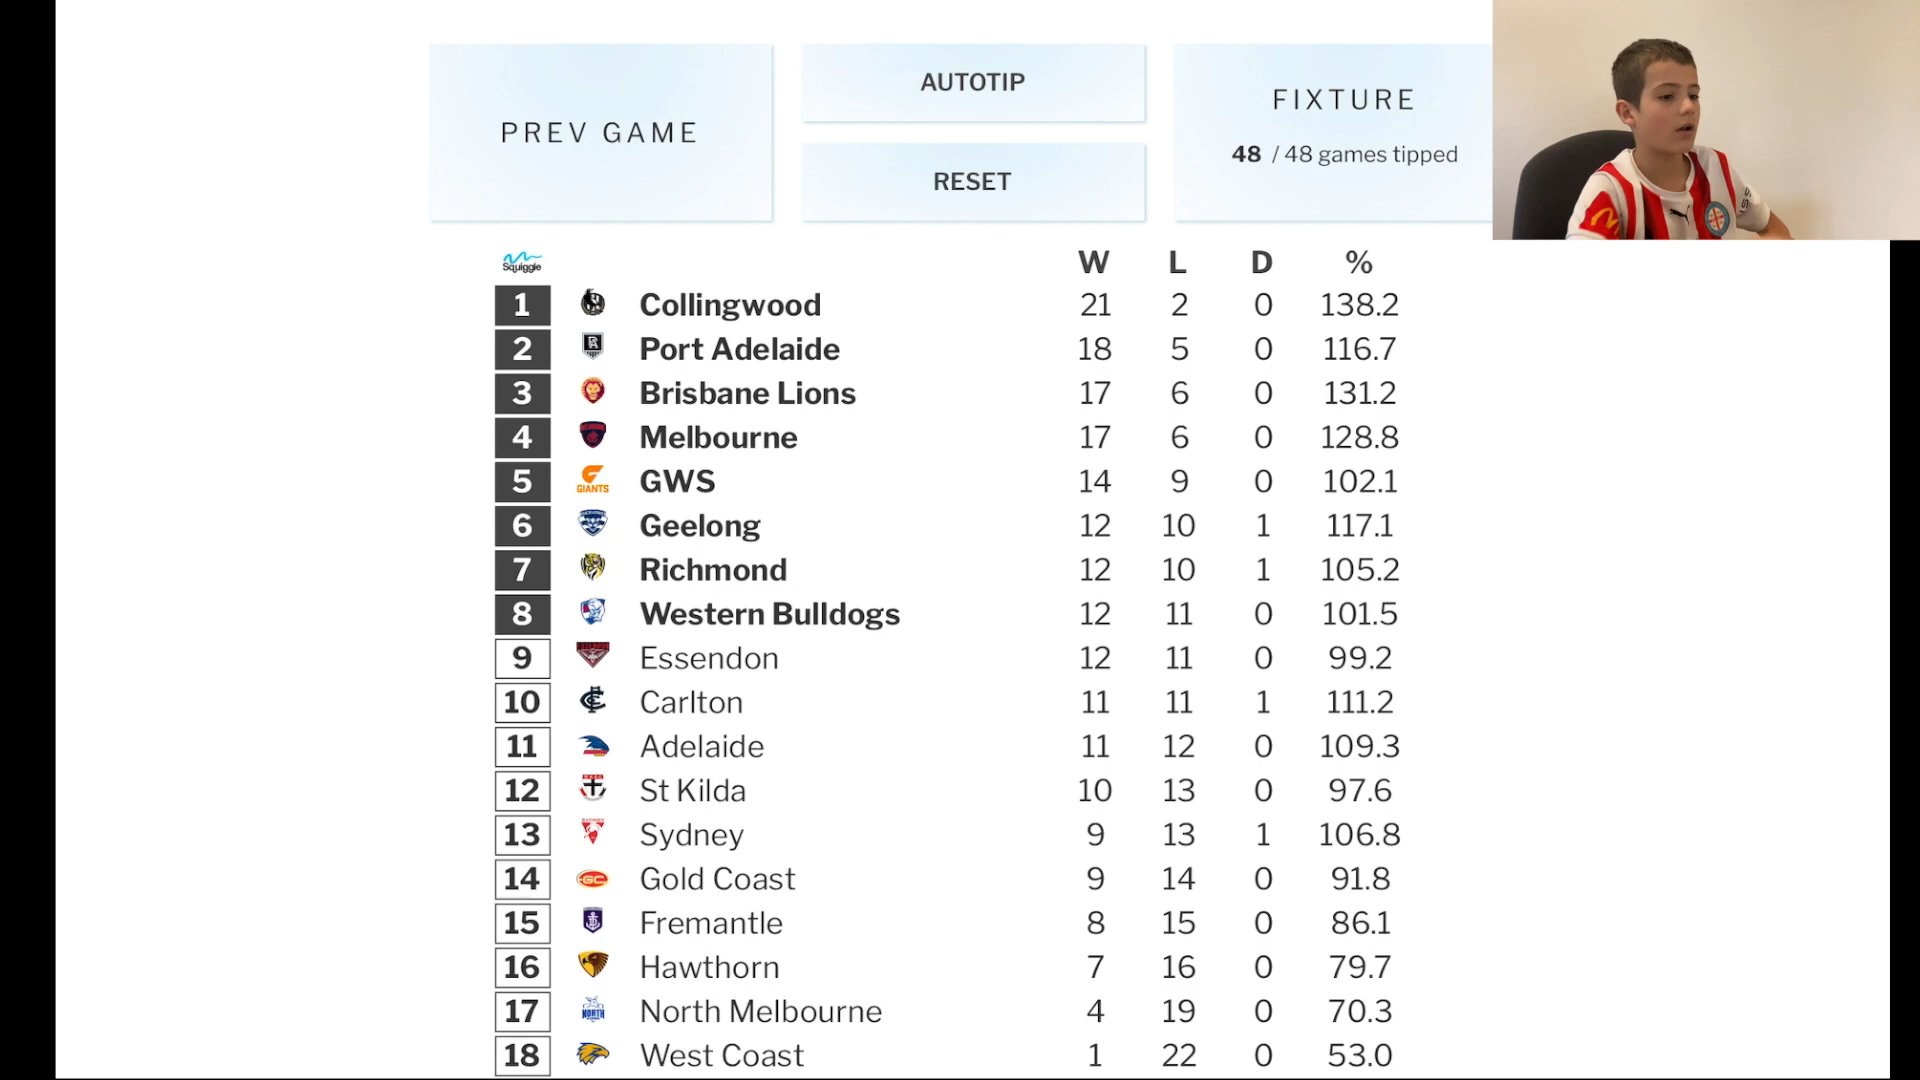 PREV GAME
AUTOTIP
RESET
FIXTURE
48 / 48 games tipped
Squiggle
W L D %
1 Collingwood 21 2 0 138.2
2 Port Adelaide 18 5 0 116.7
3 Brisbane Lions 17 6 0 131.2
4 Melbourne 17 6 0 128.8
5 GIANTS GWS 14 9 0 102.1
6 Geelong 12 10 1 117.1
7 Richmond 12 10 1 105.2
8 Western Bulldogs 12 11 0 101.5
9 Essendon 12 11 0 99.2
10 Carlton 11 11 1 111.2
11 Adelaide 11 12 0 109.3
12 St Kilda 10 13 0 97.6
13 Sydney 9 13 1 106.8
14 GC Gold Coast 9 14 0 91.8
15 Fremantle 8 15 0 86.1
16 Hawthorn 7 16 0 79.7
17 NORTH North Melbourne 4 19 0 70.3
18 West Coast 1 22 0 53.0